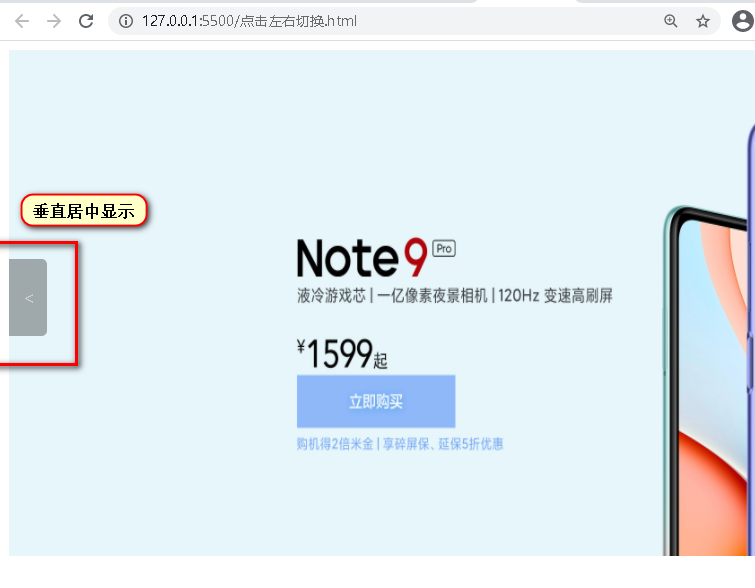 127.0.0.1:5500/点击左右切换.html
垂直居中显示
Note 9 Pro
液冷游戏芯 | 一亿像素夜景相机 | 120Hz 变速高刷屏
<
¥1599起
立即购买
购机得2倍米金 | 享碎屏保、延保5折优惠